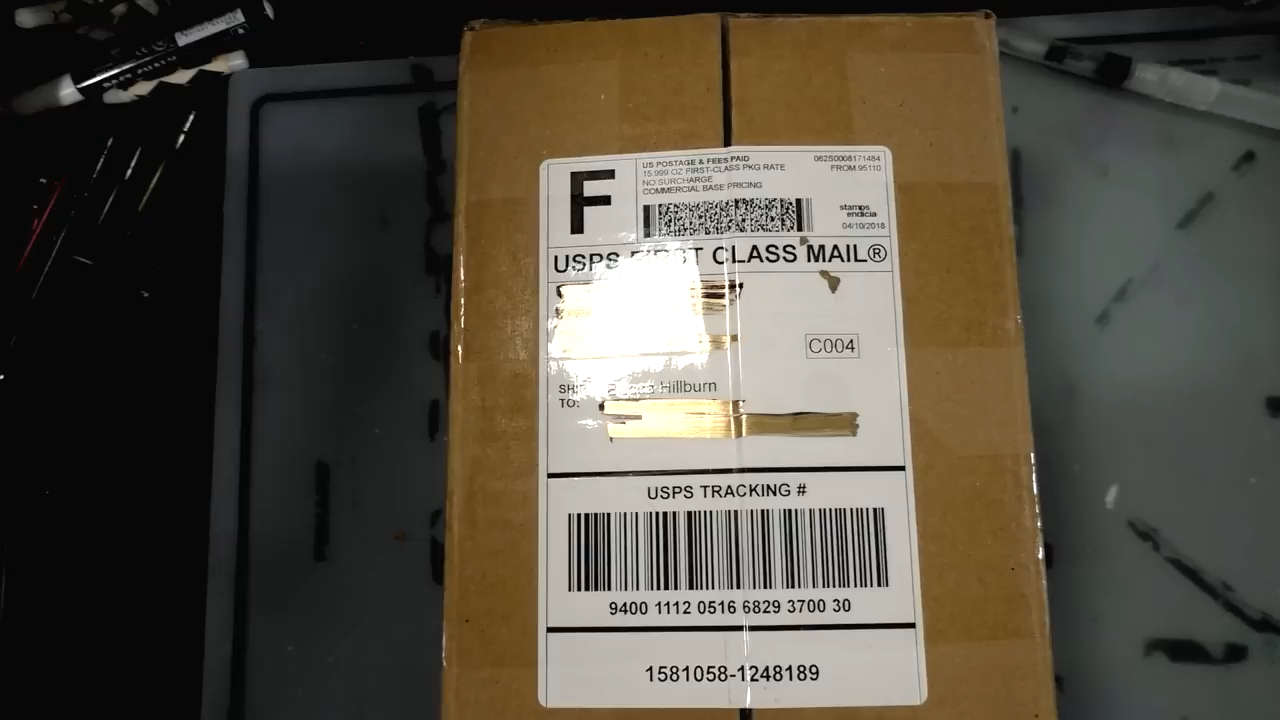 F
US POSTAGE & FEES PAID
15.999 OZ FIRST-CLASS PKG RATE
NO SURCHARGE
COMMERCIAL BASE PRICING
062S0008171484
FROM 95110
stamps
endicia
04/10/2018
USPS FIRST CLASS MAIL®
C004
SHIP
TO:
Hillburn
USPS TRACKING #
9400 1112 0516 6829 3700 30
1581058-1248189